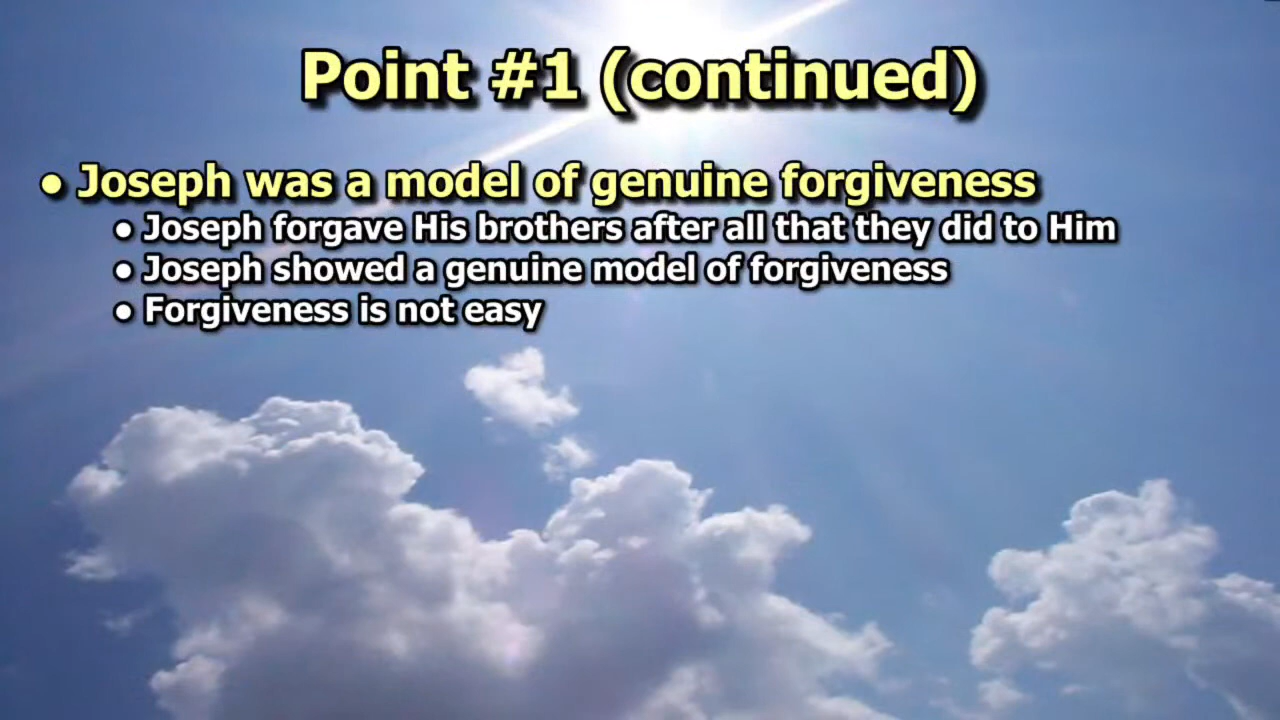 Point #1 (continued)
● Joseph was a model of genuine forgiveness
● Joseph forgave His brothers after all that they did to Him
● Joseph showed a genuine model of forgiveness
● Forgiveness is not easy